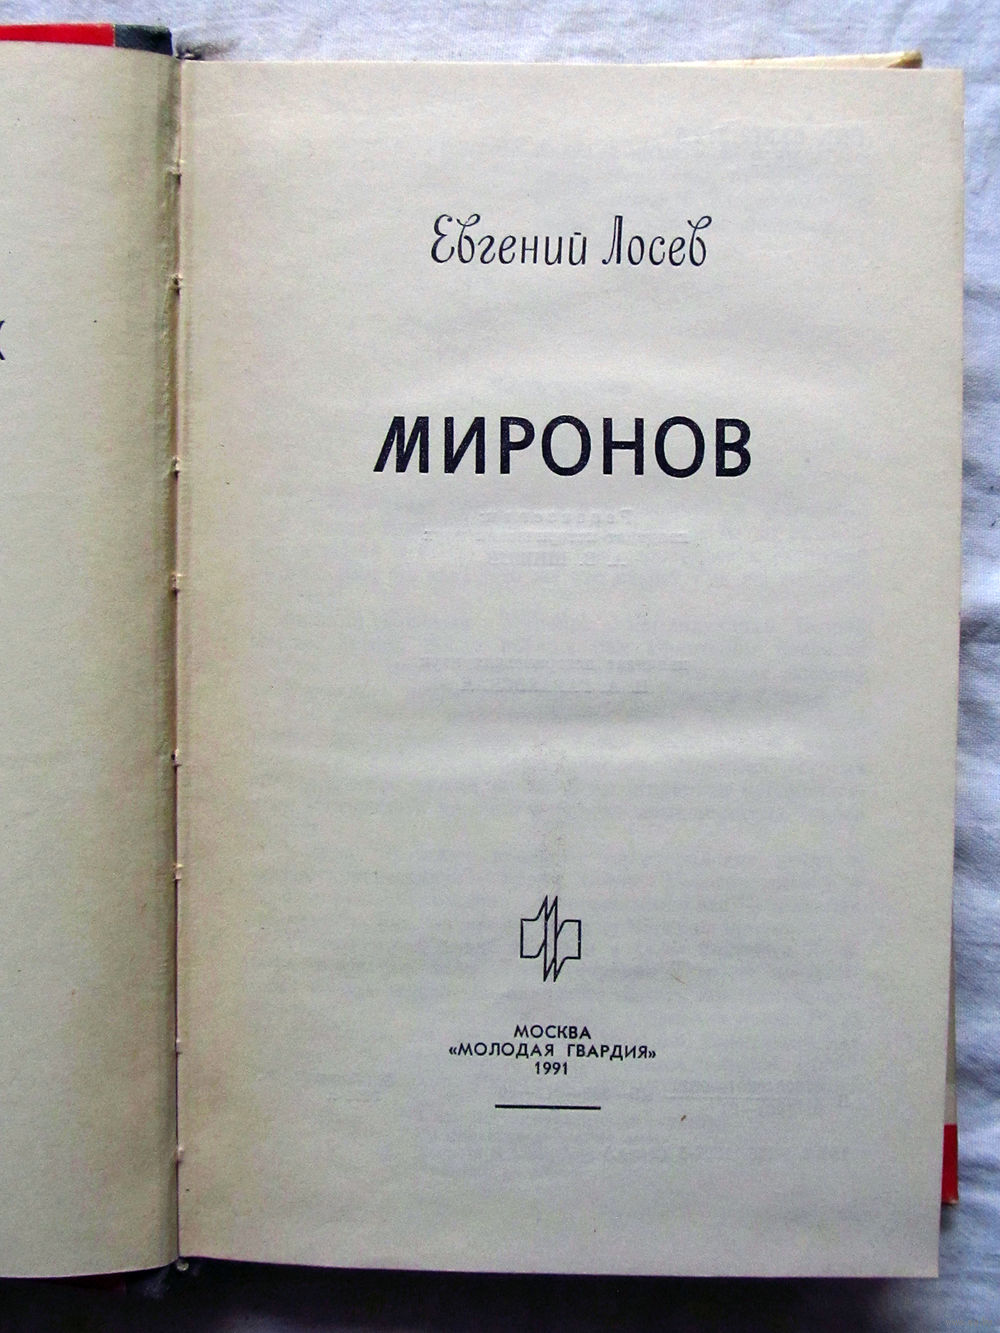 Евгений Лосев
МИРОНОВ
МОСКВА
«МОЛОДАЯ ГВАРДИЯ»
1991